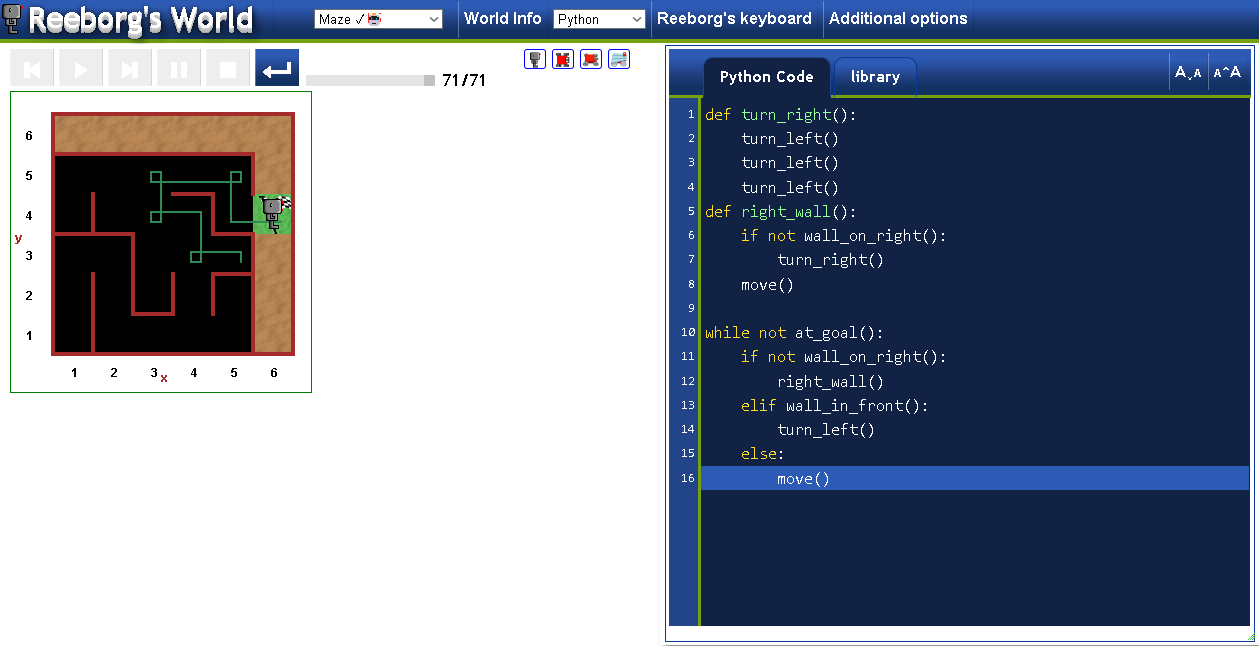 Reeborg's World
Maze ✓
World Info
Python
Reeborg's keyboard
Additional options
71/71
6
5
4
y
3
2
1
1 2 3 x 4 5 6
Python Code
library
A˅A
A^A
1 def turn_right():
2 turn_left()
3 turn_left()
4 turn_left()
5 def right_wall():
6 if not wall_on_right():
7 turn_right()
8 move()
9
10 while not at_goal():
11 if not wall_on_right():
12 right_wall()
13 elif wall_in_front():
14 turn_left()
15 else:
16 move()